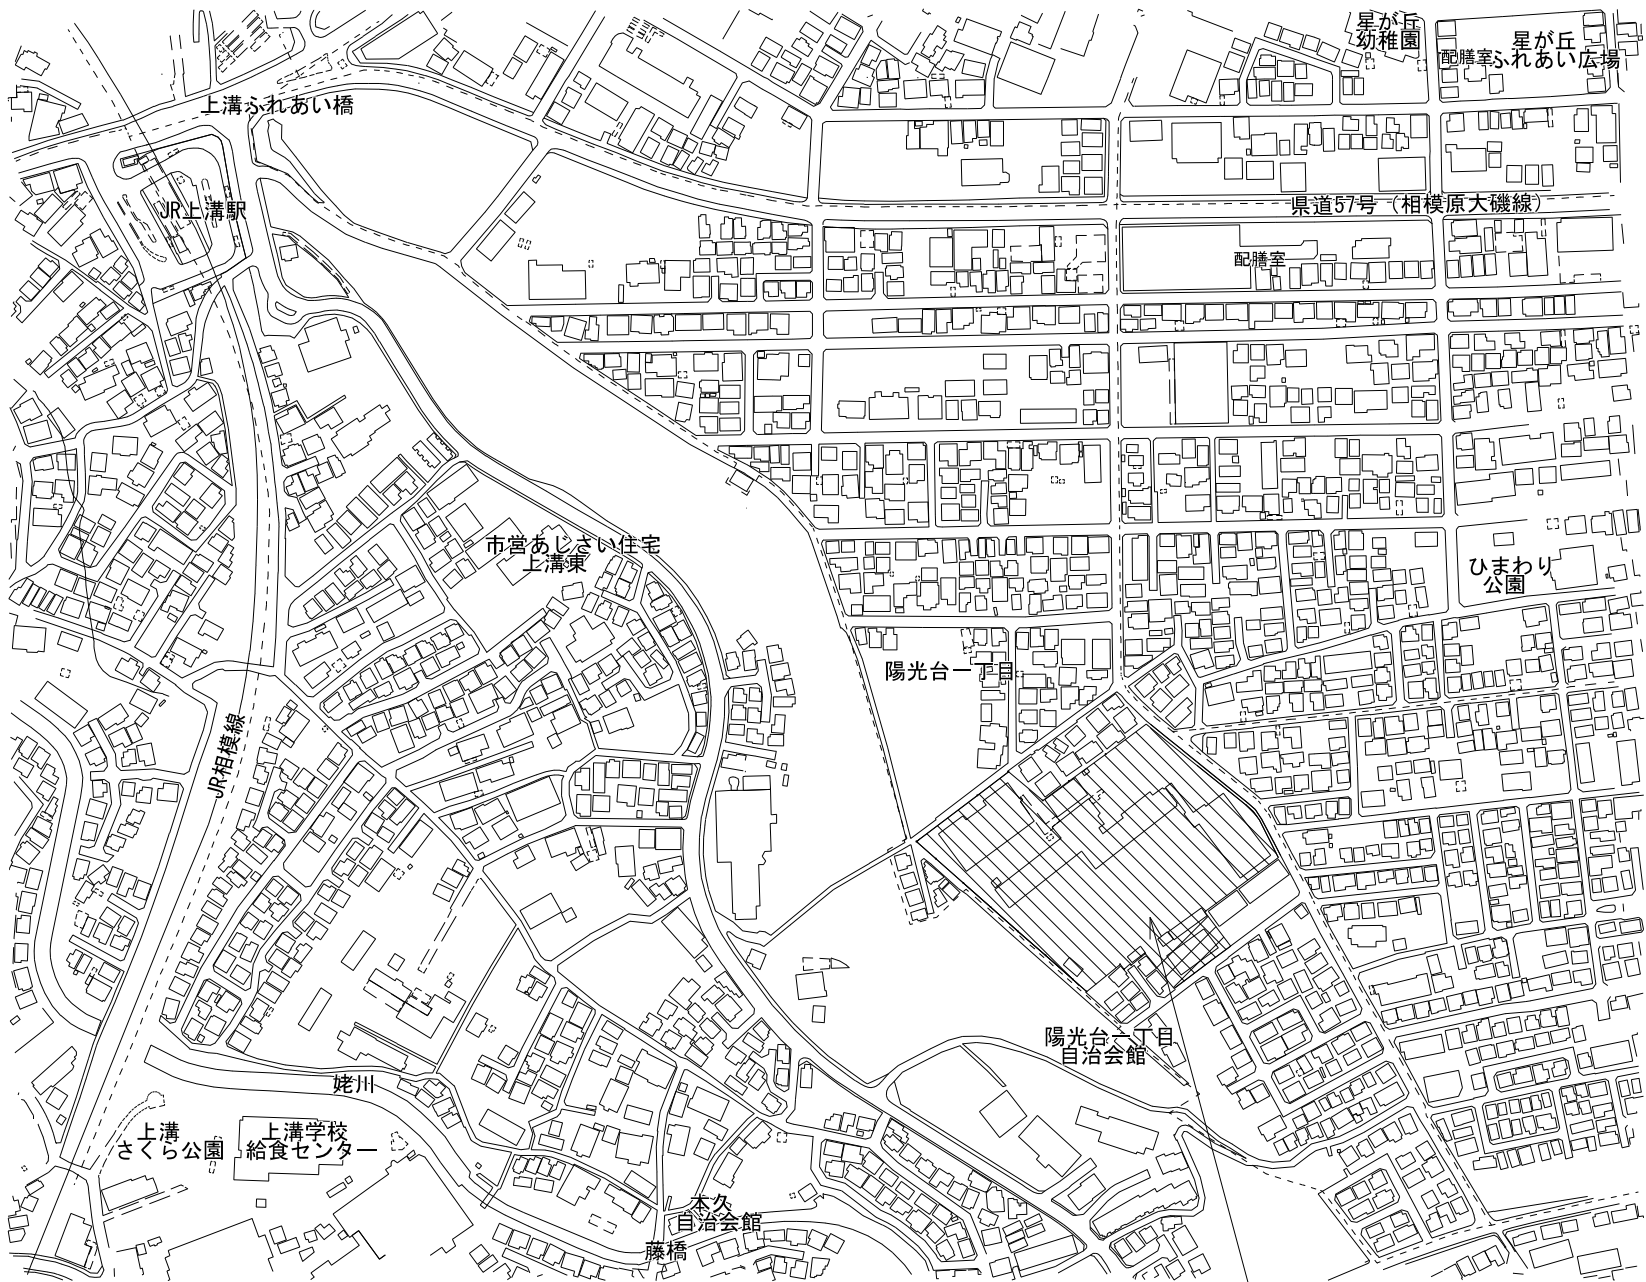 星が丘
幼稚園
星が丘
配膳室
ふれあい広場
上溝ふれあい橋
県道57号（相模原大磯線）
JR上溝駅
配膳室
市営あじさい住宅
上溝東
ひまわり
公園
陽光台一丁目
JR相模線
陽光台一丁目
自治会館
姥川
上溝
さくら公園
上溝学校
給食センター
本久
自治会館
藤橋